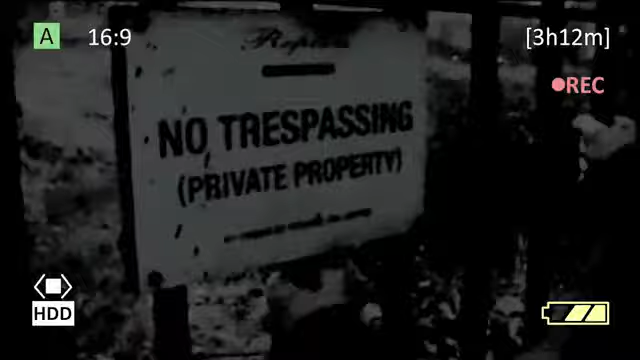 A 16:9 [3h12m]
REC
NO TRESPASSING
(PRIVATE PROPERTY)
HDD